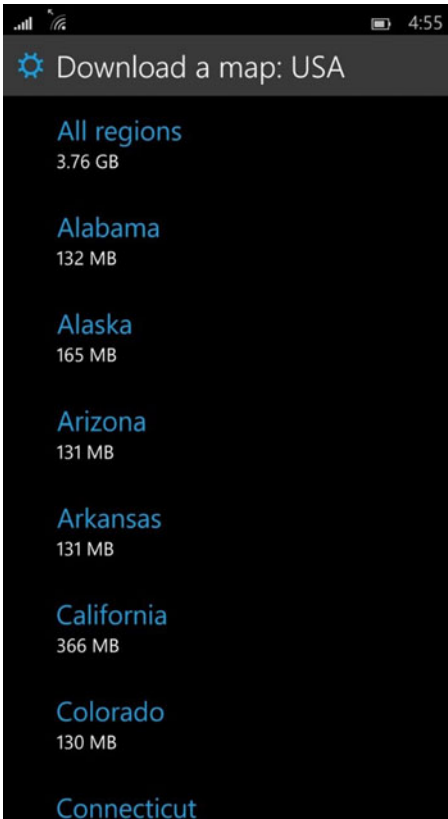 4:55
Download a map: USA
All regions
3.76 GB
Alabama
132 MB
Alaska
165 MB
Arizona
131 MB
Arkansas
131 MB
California
366 MB
Colorado
130 MB
Connecticut